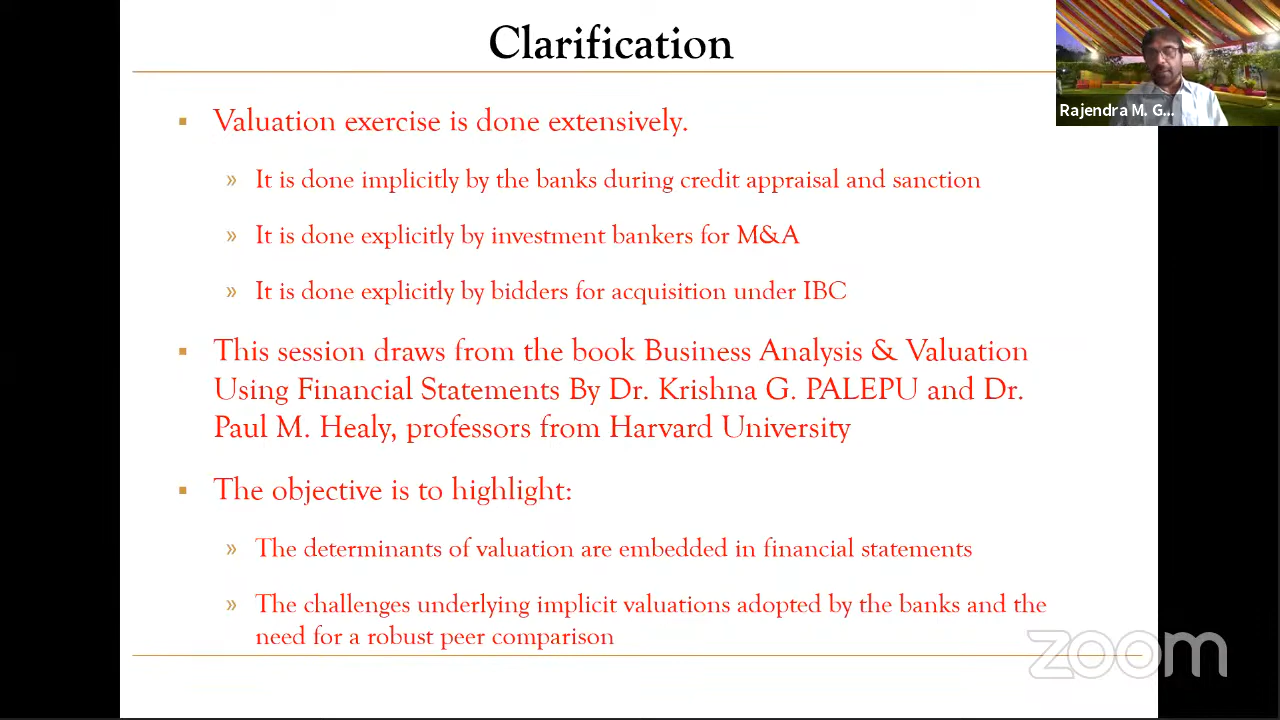 Clarification
Rajendra M. G...
▪ Valuation exercise is done extensively.
» It is done implicitly by the banks during credit appraisal and sanction
» It is done explicitly by investment bankers for M&A
» It is done explicitly by bidders for acquisition under IBC
▪ This session draws from the book Business Analysis & Valuation
Using Financial Statements By Dr. Krishna G. PALEPU and Dr.
Paul M. Healy, professors from Harvard University
▪ The objective is to highlight:
» The determinants of valuation are embedded in financial statements
» The challenges underlying implicit valuations adopted by the banks and the
need for a robust peer comparison
zoom